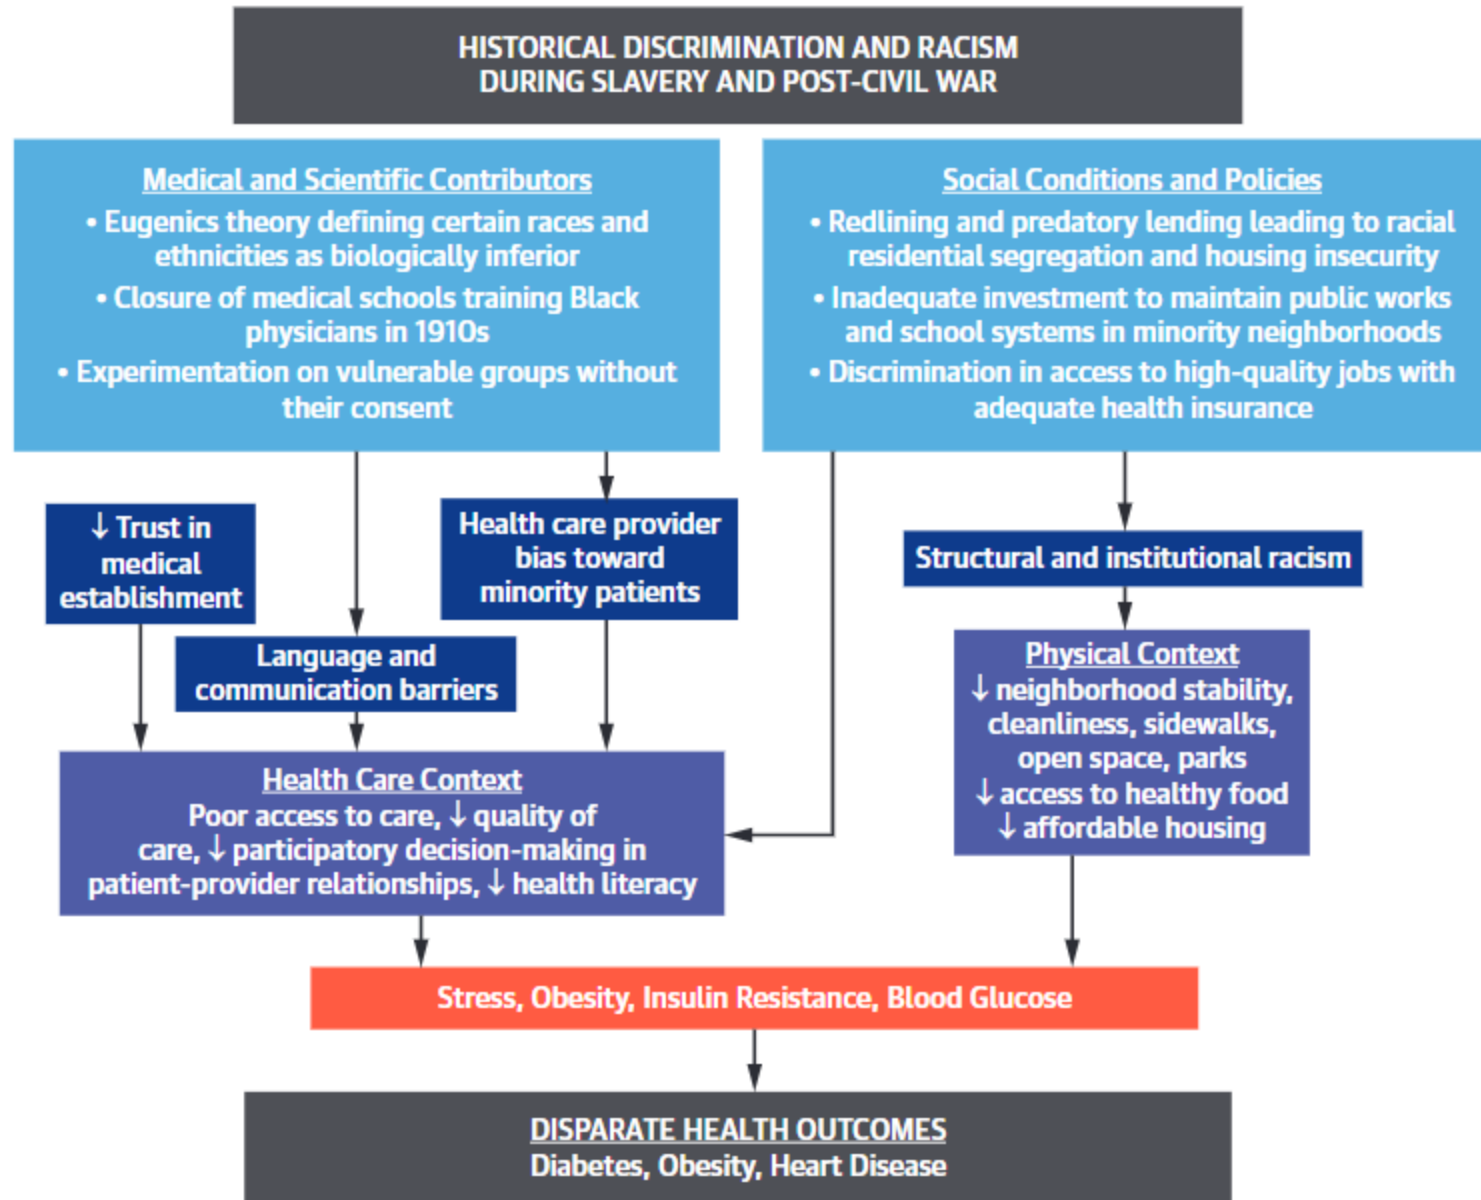 HISTORICAL DISCRIMINATION AND RACISM
DURING SLAVERY AND POST-CIVIL WAR
Medical and Scientific Contributors
• Eugenics theory defining certain races and
ethnicities as biologically inferior
• Closure of medical schools training Black
physicians in 1910s
• Experimentation on vulnerable groups without
their consent
Social Conditions and Policies
• Redlining and predatory lending leading to racial
residential segregation and housing insecurity
• Inadequate investment to maintain public works
and school systems in minority neighborhoods
• Discrimination in access to high-quality jobs with
adequate health insurance
↓ Trust in
medical
establishment
Health care provider
bias toward
minority patients
Language and
communication barriers
Structural and institutional racism
Physical Context
↓ neighborhood stability,
cleanliness, sidewalks,
open space, parks
↓ access to healthy food
↓ affordable housing
Health Care Context
Poor access to care, ↓ quality of
care, ↓ participatory decision-making in
patient-provider relationships, ↓ health literacy
Stress, Obesity, Insulin Resistance, Blood Glucose
DISPARATE HEALTH OUTCOMES
Diabetes, Obesity, Heart Disease